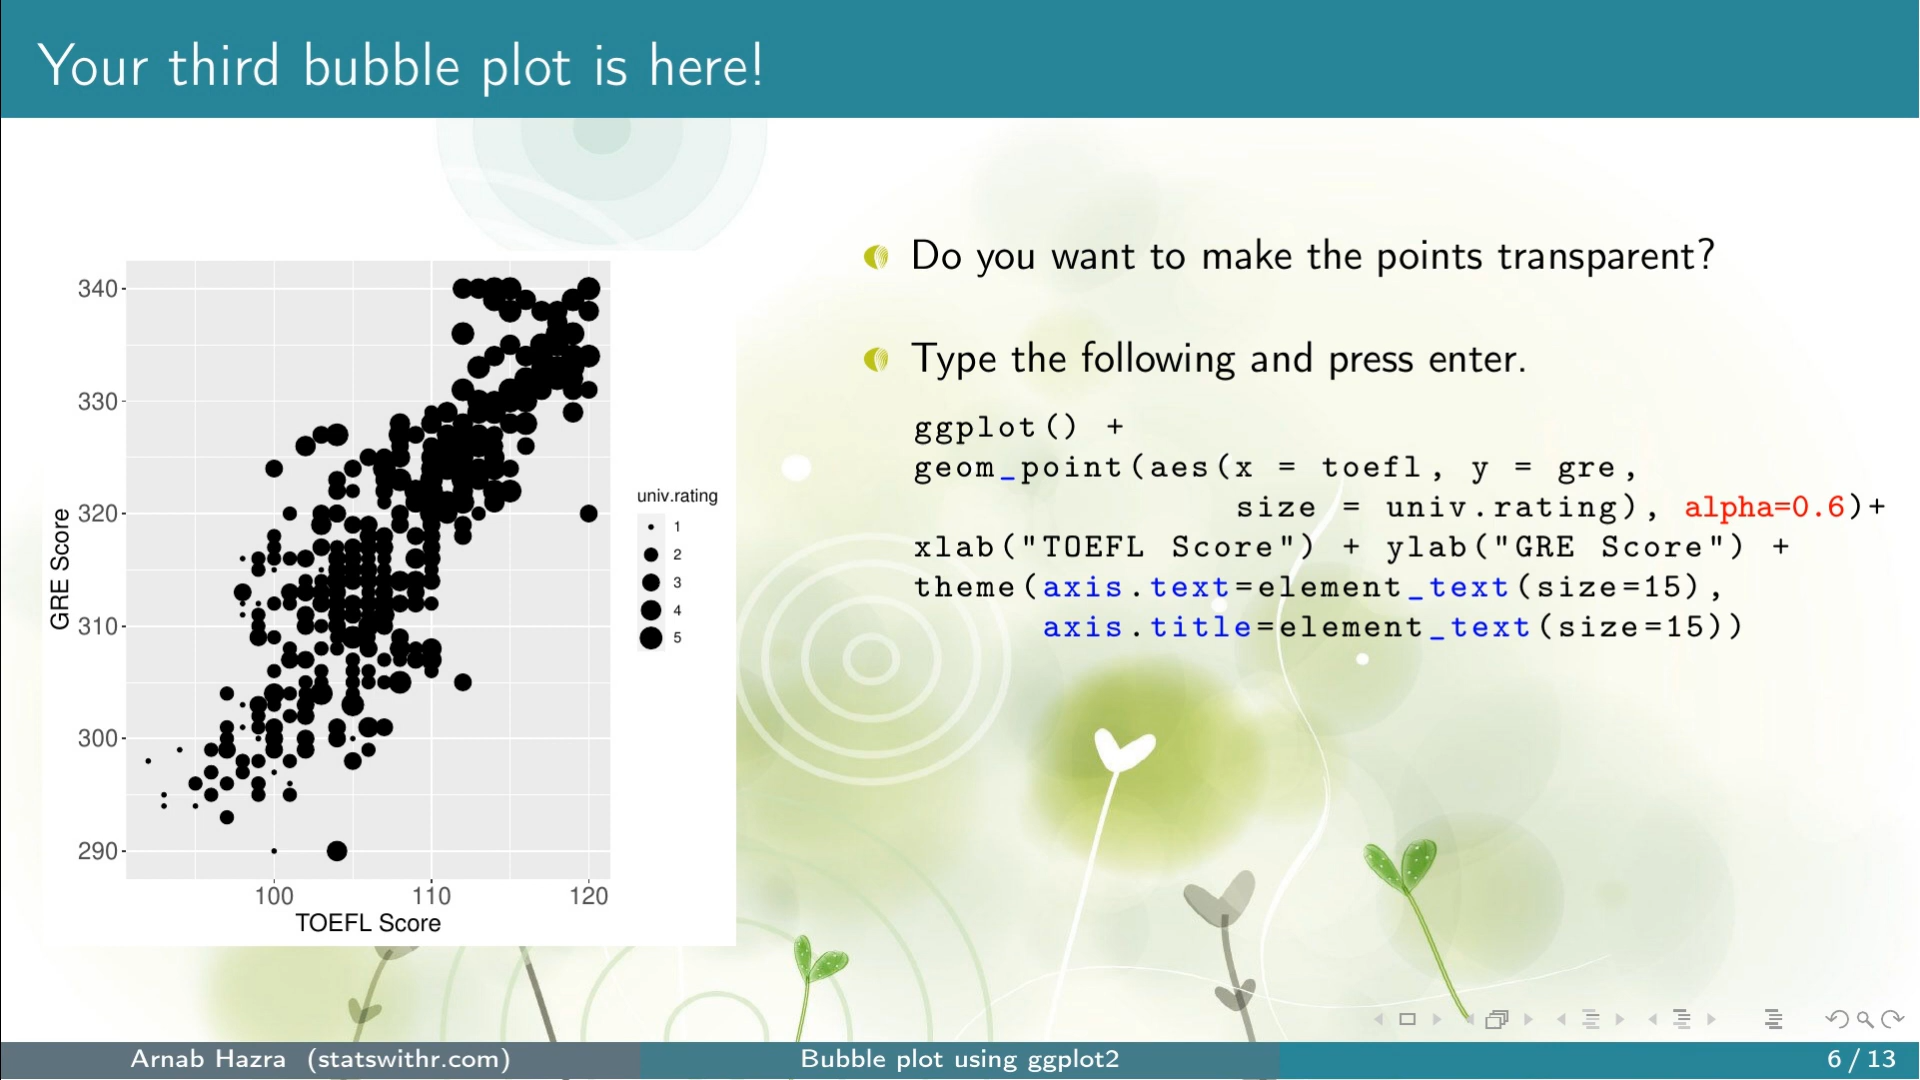 Your third bubble plot is here!
340
330
320
310
300
290
GRE Score
100 110 120
TOEFL Score
univ.rating
1
2
3
4
5
Do you want to make the points transparent?
Type the following and press enter.
ggplot() +
geom_point(aes(x = toefl, y = gre,
size = univ.rating), alpha=0.6)+
xlab("TOEFL Score") + ylab("GRE Score") +
theme(axis.text=element_text(size=15),
axis.title=element_text(size=15))
Arnab Hazra (statswithr.com) Bubble plot using ggplot2 6 / 13